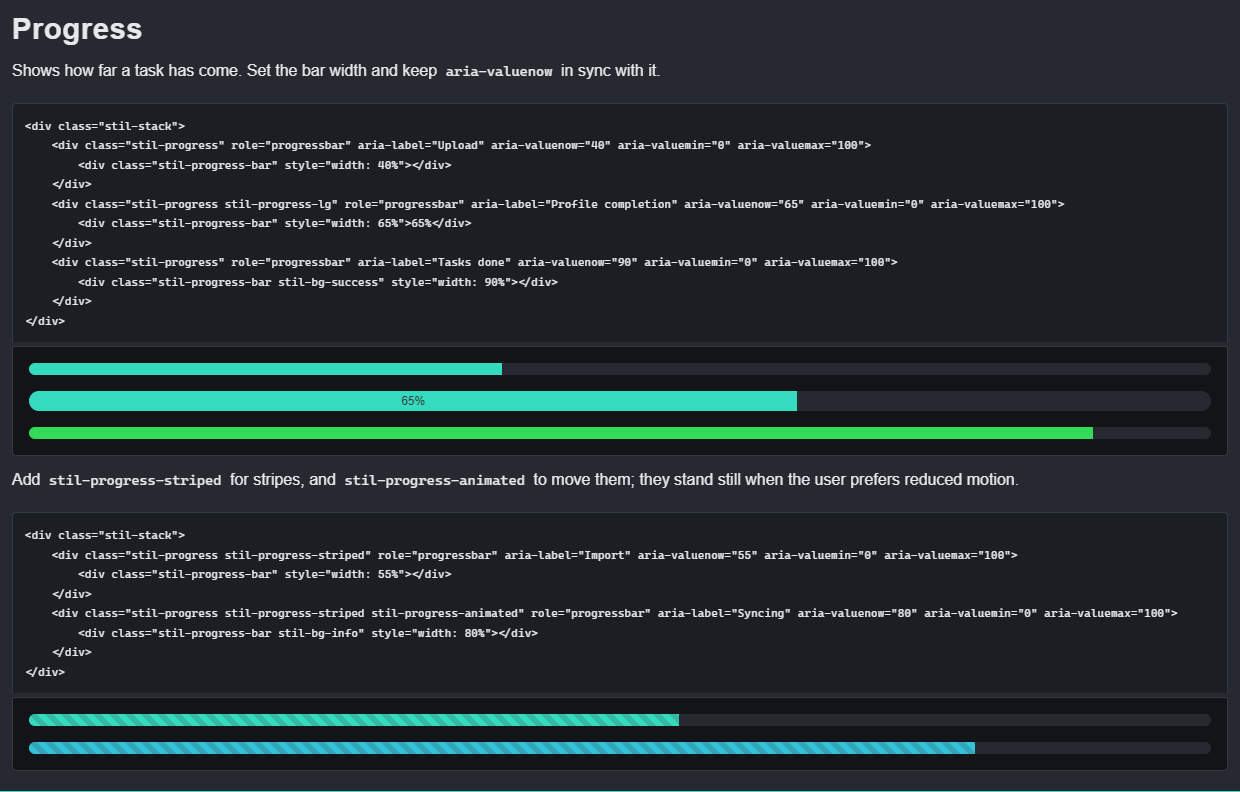 Progress
Shows how far a task has come. Set the bar width and keep aria-valuenow in sync with it.
<div class="stil-stack">
    <div class="stil-progress" role="progressbar" aria-label="Upload" aria-valuenow="40" aria-valuemin="0" aria-valuemax="100">
        <div class="stil-progress-bar" style="width: 40%"></div>
    </div>
    <div class="stil-progress stil-progress-lg" role="progressbar" aria-label="Profile completion" aria-valuenow="65" aria-valuemin="0" aria-valuemax="100">
        <div class="stil-progress-bar" style="width: 65%">65%</div>
    </div>
    <div class="stil-progress" role="progressbar" aria-label="Tasks done" aria-valuenow="90" aria-valuemin="0" aria-valuemax="100">
        <div class="stil-progress-bar stil-bg-success" style="width: 90%"></div>
    </div>
</div>
65%
Add stil-progress-striped for stripes, and stil-progress-animated to move them; they stand still when the user prefers reduced motion.
<div class="stil-stack">
    <div class="stil-progress stil-progress-striped" role="progressbar" aria-label="Import" aria-valuenow="55" aria-valuemin="0" aria-valuemax="100">
        <div class="stil-progress-bar" style="width: 55%"></div>
    </div>
    <div class="stil-progress stil-progress-striped stil-progress-animated" role="progressbar" aria-label="Syncing" aria-valuenow="80" aria-valuemin="0" aria-valuemax="100">
        <div class="stil-progress-bar stil-bg-info" style="width: 80%"></div>
    </div>
</div>